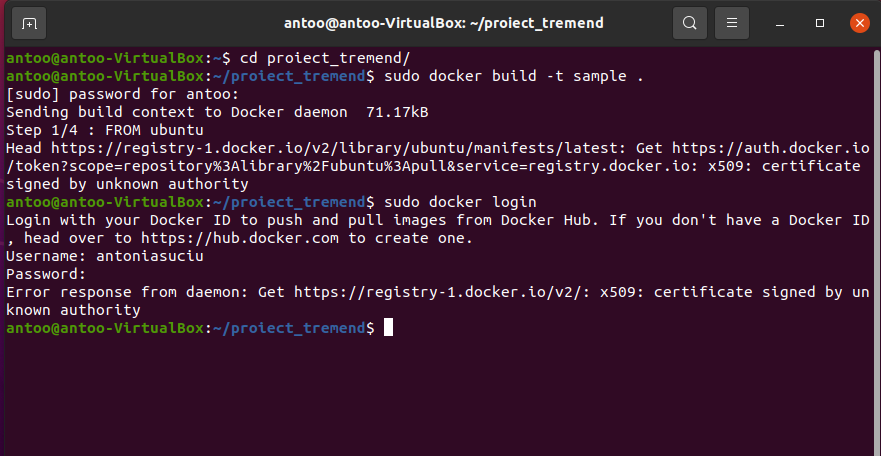 antoo@antoo-VirtualBox: ~/proiect_tremend
antoo@antoo-VirtualBox:~$ cd proiect_tremend/
antoo@antoo-VirtualBox:~/proiect_tremend$ sudo docker build -t sample .
[sudo] password for antoo:
Sending build context to Docker daemon  71.17kB
Step 1/4 : FROM ubuntu
Head https://registry-1.docker.io/v2/library/ubuntu/manifests/latest: Get https://auth.docker.io
/token?scope=repository%3Alibrary%2Fubuntu%3Apull&service=registry.docker.io: x509: certificate
signed by unknown authority
antoo@antoo-VirtualBox:~/proiect_tremend$ sudo docker login
Login with your Docker ID to push and pull images from Docker Hub. If you don't have a Docker ID
, head over to https://hub.docker.com to create one.
Username: antoniasuciu
Password:
Error response from daemon: Get https://registry-1.docker.io/v2/: x509: certificate signed by un
known authority
antoo@antoo-VirtualBox:~/proiect_tremend$